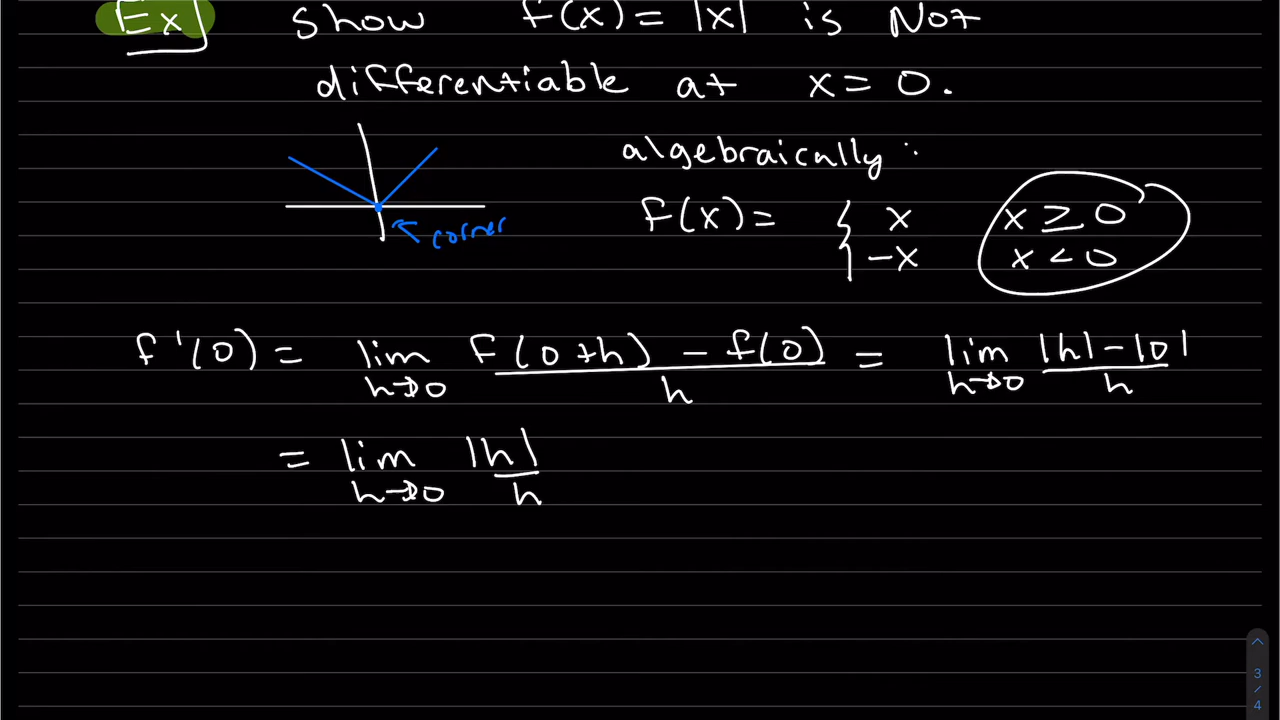 Ex show f(x) = |x| is Not
differentiable at x = 0.
corner
algebraically :
f(x) = { x x ≥ 0
-x x < 0
f'(0) = lim h→0 f(0+h) - f(0) / h = lim h→0 |h| - |0| / h
= lim h→0 |h| / h
3
/
4